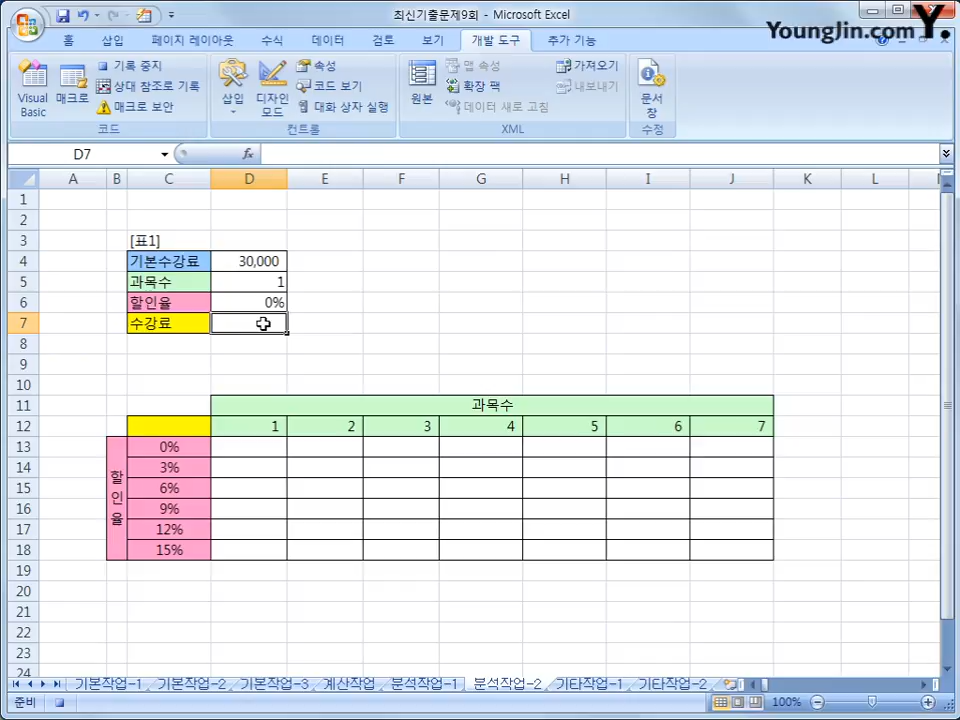 최신기출문제9회 - Microsoft Excel
YoungJin.com Y.
홈 삽입 페이지 레이아웃 수식 데이터 검토 보기 개발 도구 추가 기능
Visual Basic
매크로
기록 중지
상대 참조로 기록
매크로 보안
코드
삽입
디자인 모드
속성
코드 보기
대화 상자 실행
컨트롤
원본
맵 속성
확장 팩
데이터 새로 고침
가져오기
내보내기
XML
문서 창
수정
D7 fx
A B C D E F G H I J K L
1
2
3 [표1]
4 기본수강료 30,000
5 과목수 1
6 할인율 0%
7 수강료
8
9
10
11 과목수
12 1 2 3 4 5 6 7
할인율
13 0%
14 3%
15 6%
16 9%
17 12%
18 15%
19
20
21
22
23
24
기본작업-1 기본작업-2 기본작업-3 계산작업 분석작업-1 분석작업-2 기타작업-1 기타작업-2
준비 100%